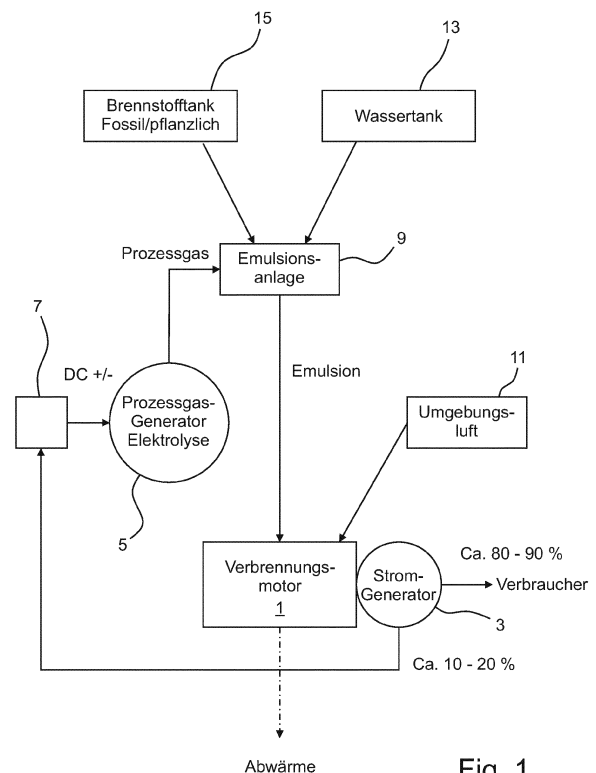 15
13
Brennstofftank
Fossil/pflanzlich
Wassertank
9
Prozessgas
Emulsions-
anlage
7
DC +/-
Emulsion
11
Prozessgas-
Generator
Elektrolyse
Umgebungs-
luft
5
Verbrennungs-
motor
1
Strom-
Generator
Ca. 80 - 90 %
Verbraucher
3
Ca. 10 - 20 %
Abwärme
Fig. 1